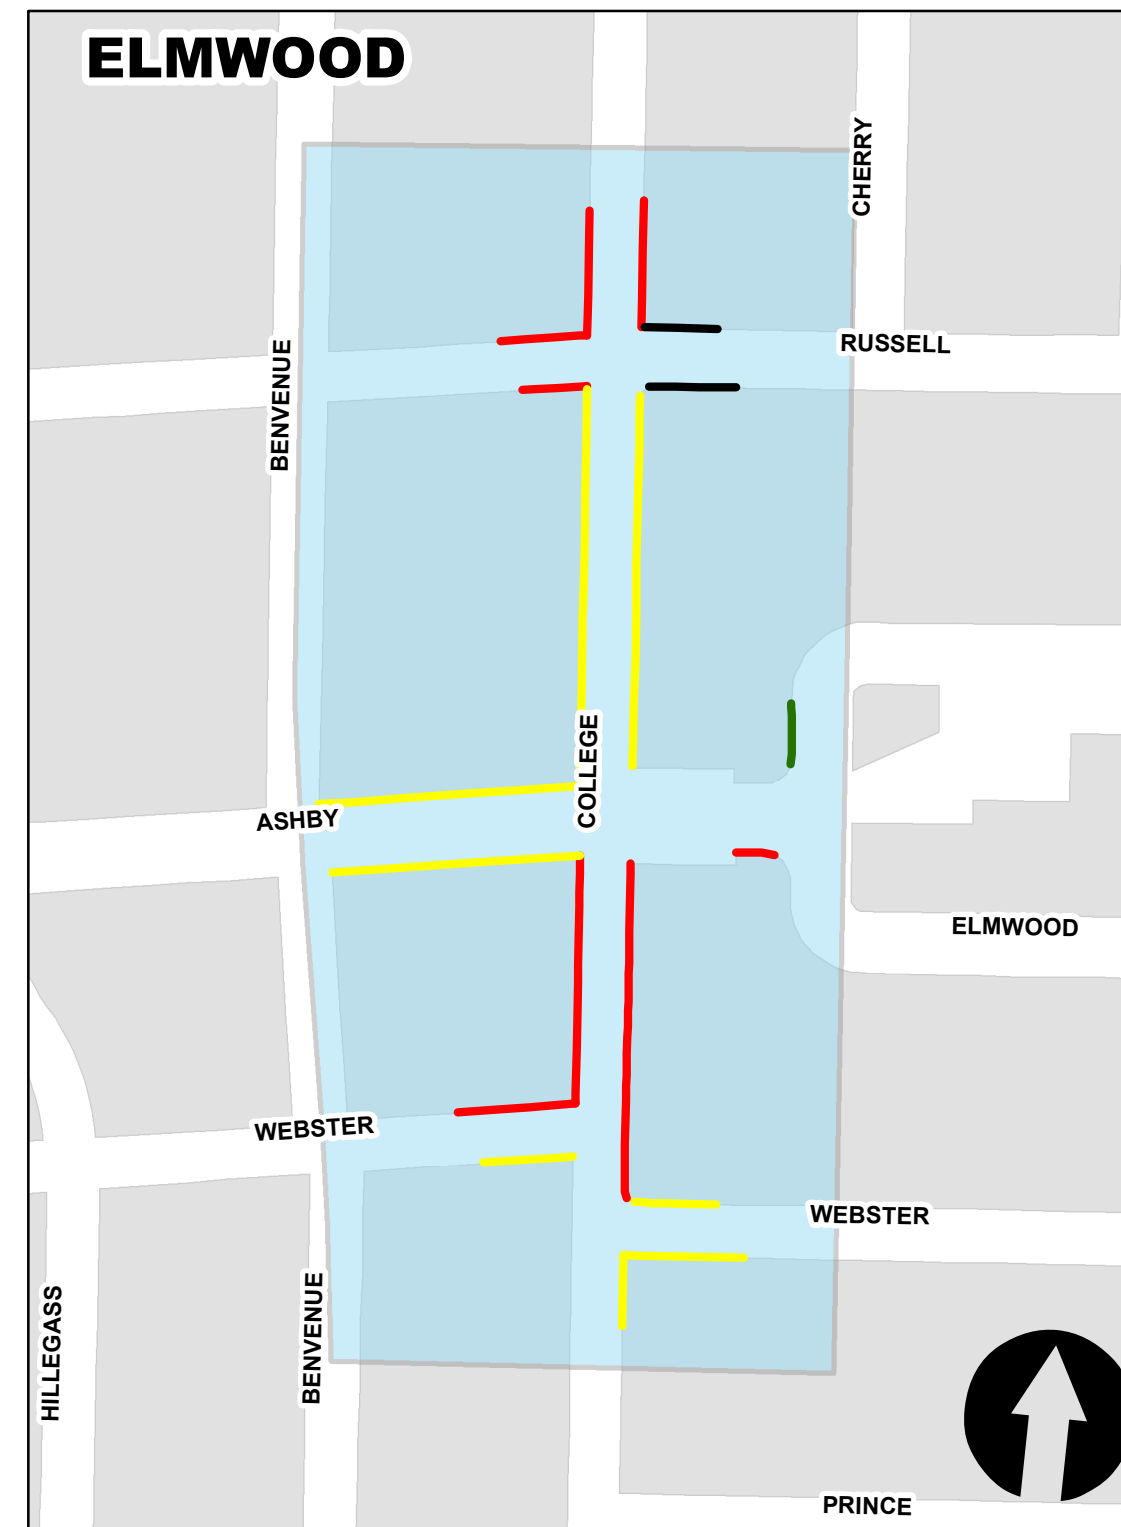 ELMWOOD
CHERRY
RUSSELL
BENVENUE
COLLEGE
ASHBY
ELMWOOD
WEBSTER
WEBSTER
BENVENUE
HILLEGASS
PRINCE